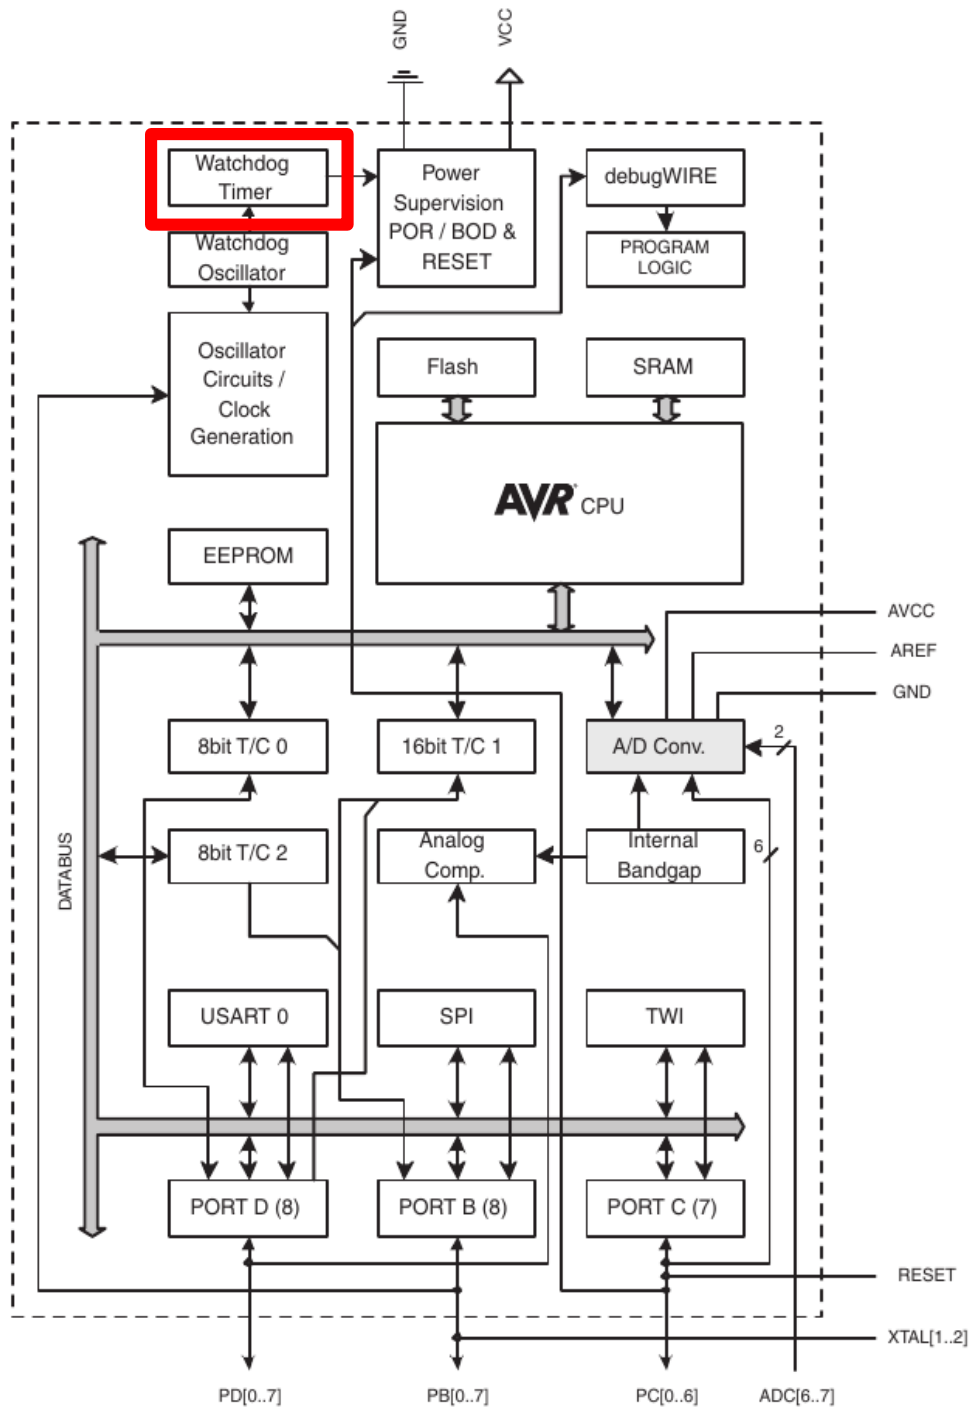 GND
VCC
Watchdog
Timer
Power
Supervision
POR / BOD &
RESET
debugWIRE
Watchdog
Oscillator
PROGRAM
LOGIC
Oscillator
Circuits /
Clock
Generation
Flash
SRAM
AVR CPU
EEPROM
AVCC
AREF
GND
8bit T/C 0
16bit T/C 1
A/D Conv.
2
DATABUS
8bit T/C 2
Analog
Comp.
Internal
Bandgap
6
USART 0
SPI
TWI
PORT D (8)
PORT B (8)
PORT C (7)
RESET
XTAL[1..2]
PD[0..7]
PB[0..7]
PC[0..6]
ADC[6..7]